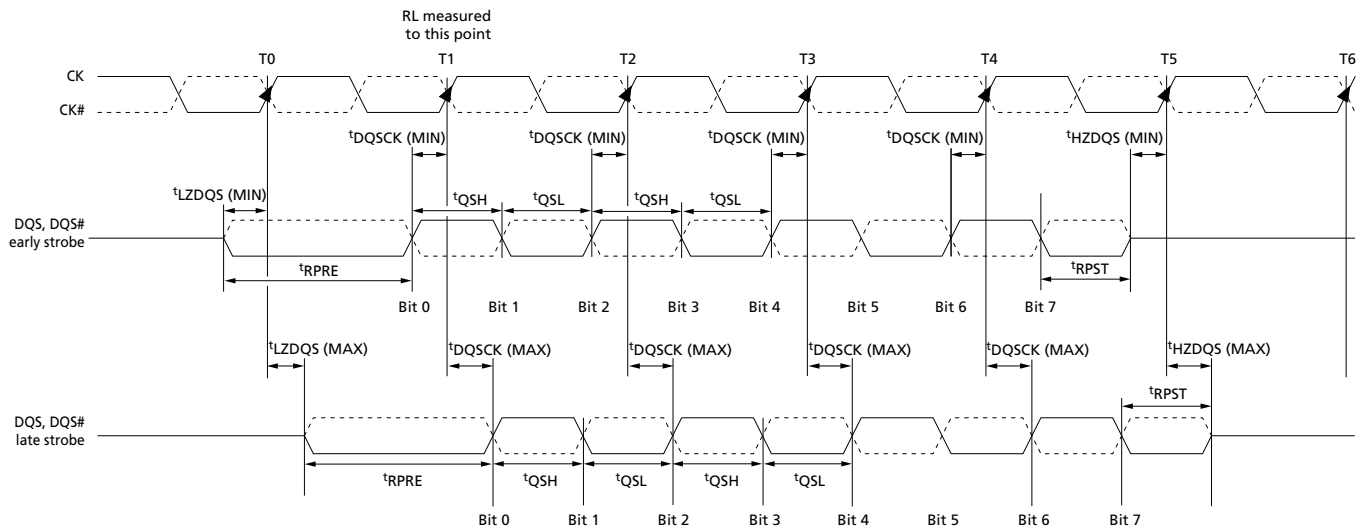 RL measured
to this point
T0 T1 T2 T3 T4 T5 T6
CK
CK#
tDQSCK (MIN) tDQSCK (MIN) tDQSCK (MIN) tDQSCK (MIN) tHZDQS (MIN)
tLZDQS (MIN)
tQSH tQSL tQSH tQSL
DQS, DQS#
early strobe
tRPRE tRPST
Bit 0 Bit 1 Bit 2 Bit 3 Bit 4 Bit 5 Bit 6 Bit 7
tLZDQS (MAX) tDQSCK (MAX) tDQSCK (MAX) tDQSCK (MAX) tDQSCK (MAX) tHZDQS (MAX)
tRPST
DQS, DQS#
late strobe
tRPRE tQSH tQSL tQSH tQSL
Bit 0 Bit 1 Bit 2 Bit 3 Bit 4 Bit 5 Bit 6 Bit 7